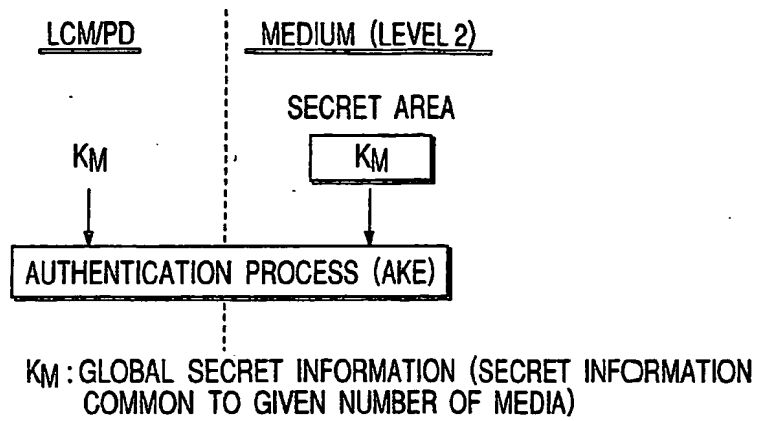 LCM/PD
MEDIUM (LEVEL 2)
SECRET AREA
KM
KM
AUTHENTICATION PROCESS (AKE)
KM : GLOBAL SECRET INFORMATION (SECRET INFORMATION
COMMON TO GIVEN NUMBER OF MEDIA)